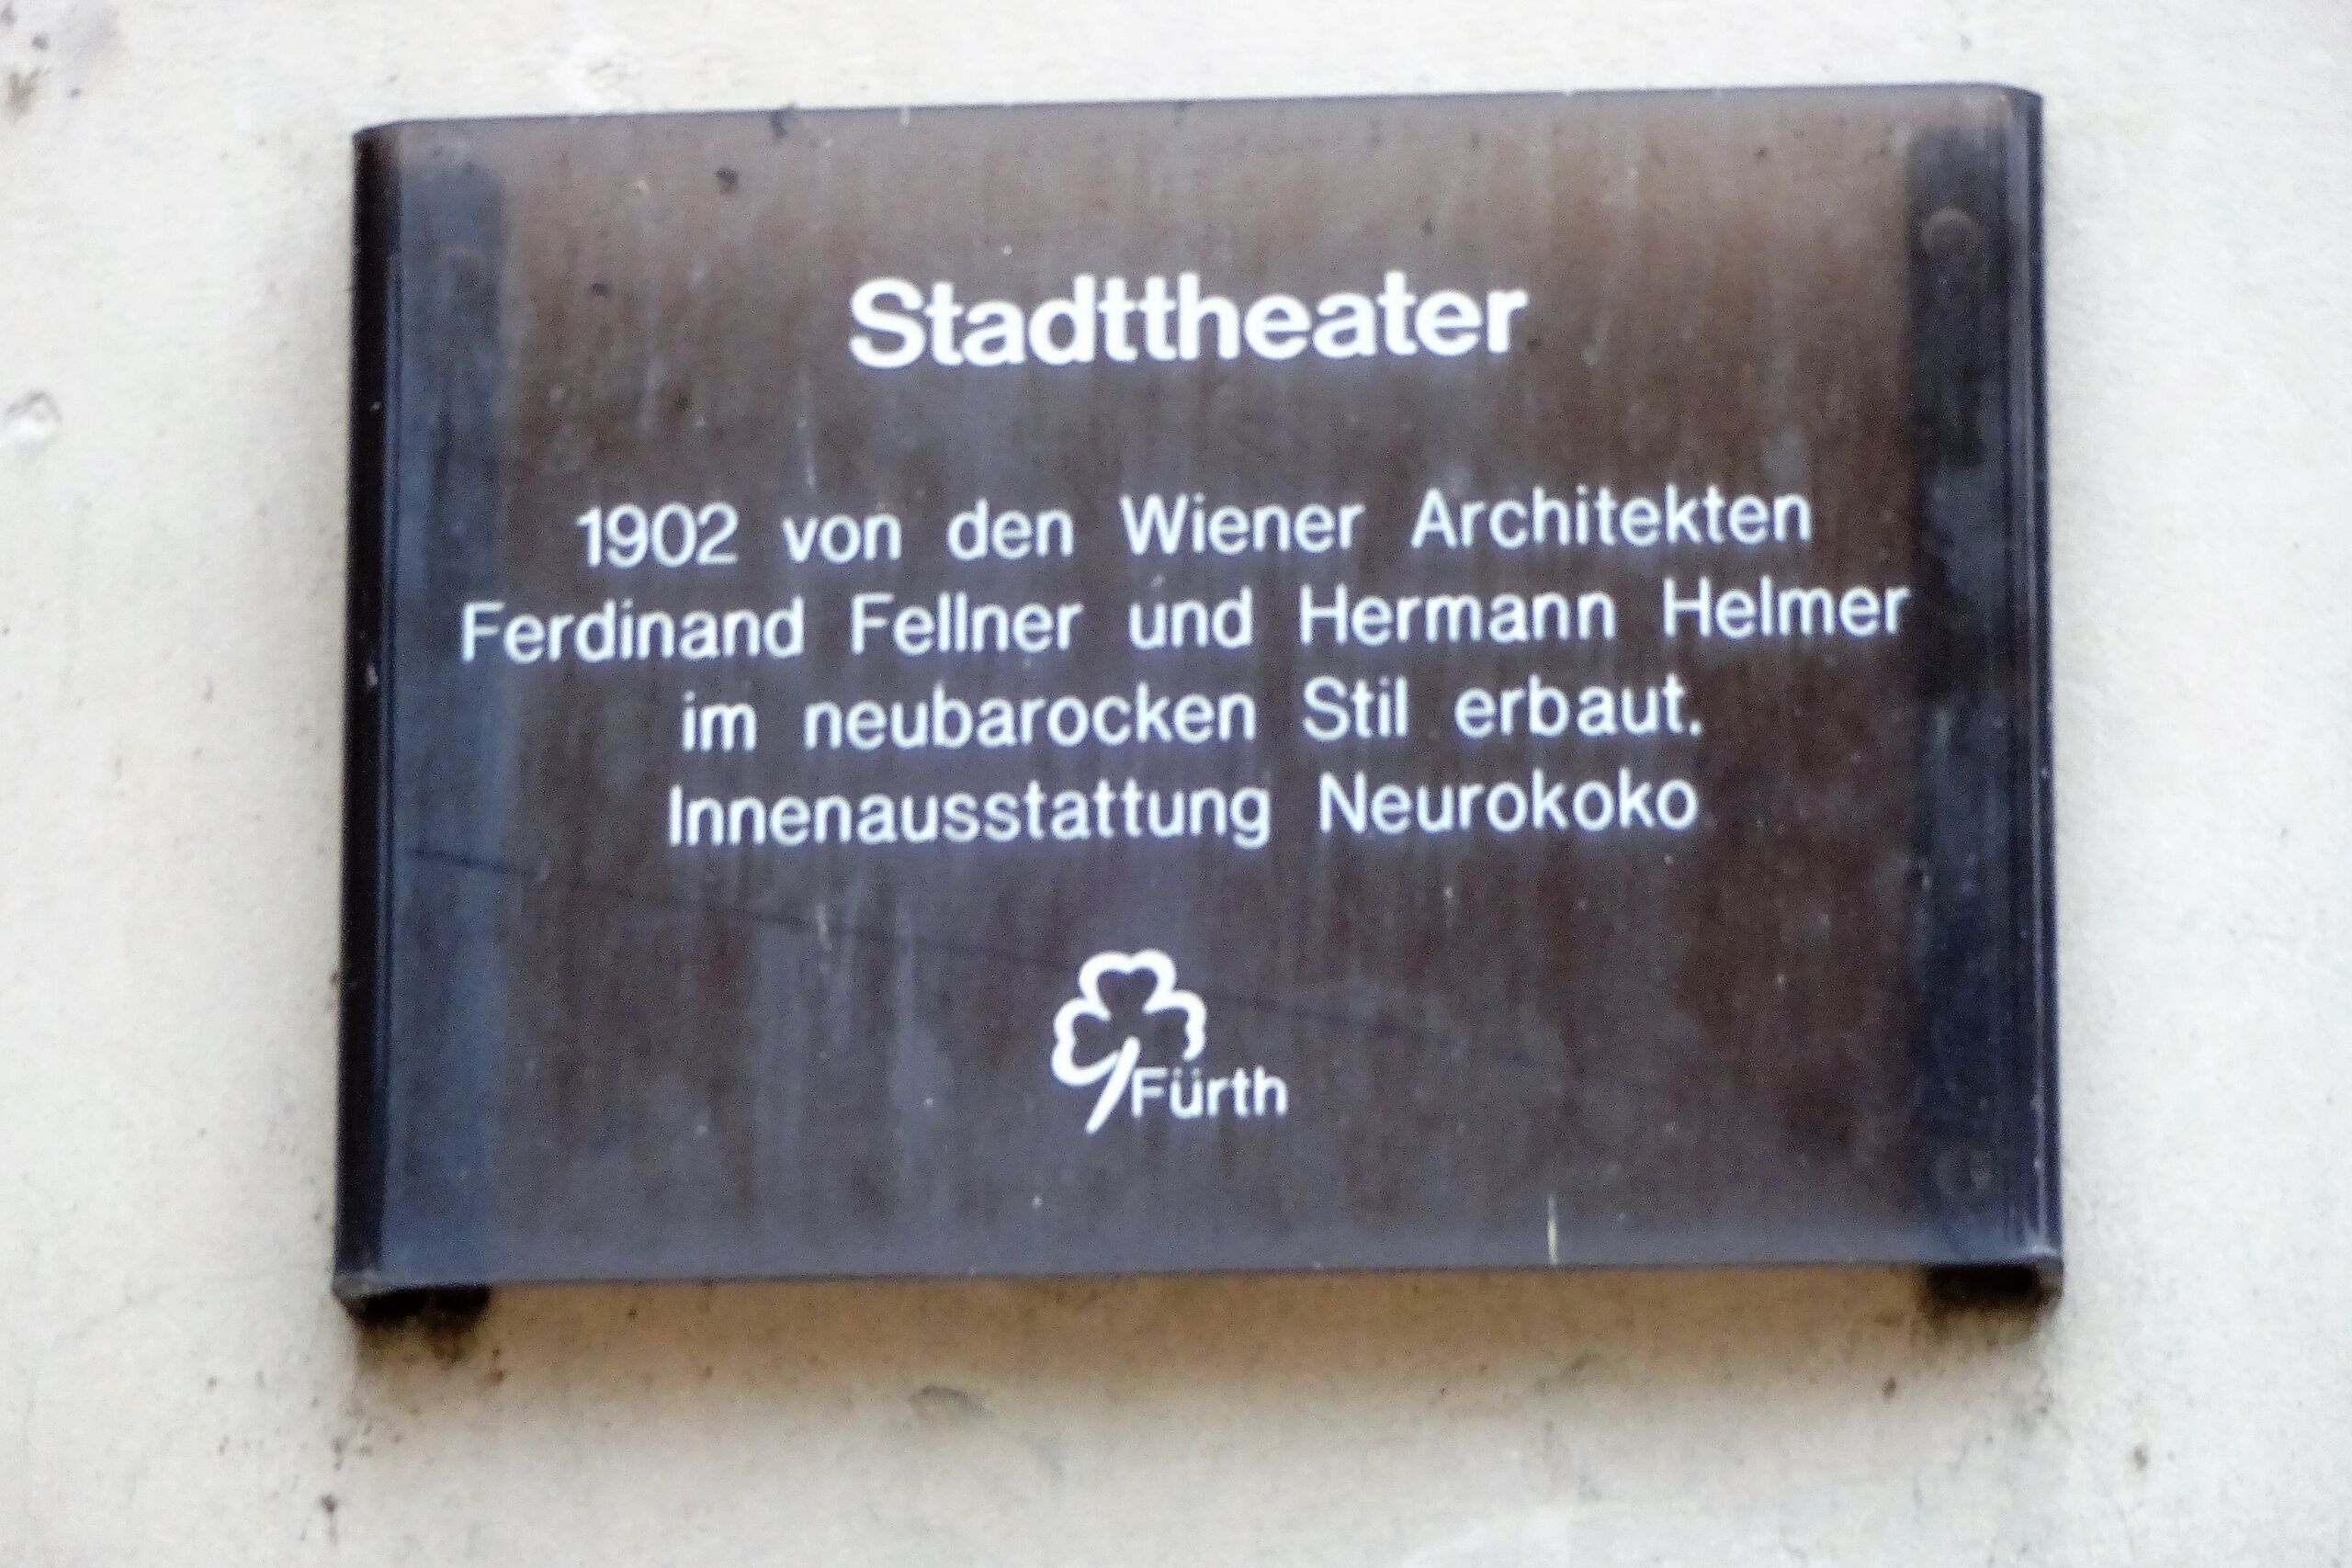 Stadttheater
1902 von den Wiener Architekten
Ferdinand Fellner und Hermann Helmer
im neubarocken Stil erbaut.
Innenausstattung Neurokoko
Fürth